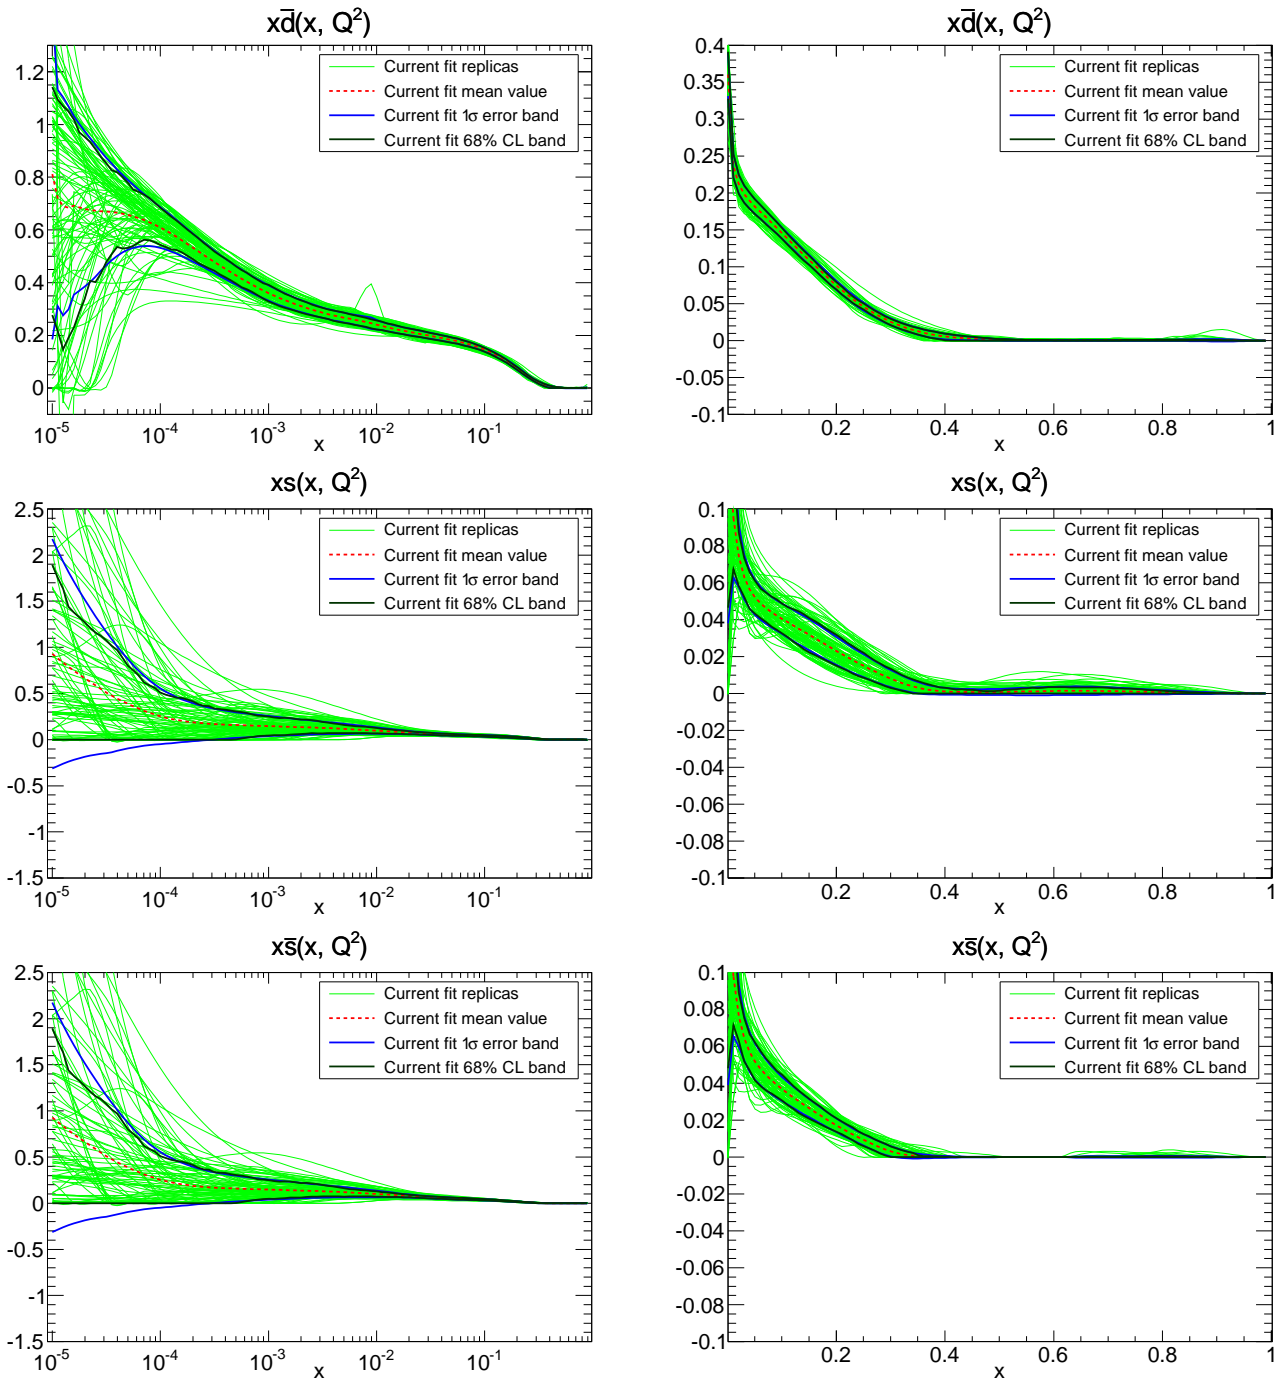 xd̅(x, Q²)
Current fit replicas
Current fit mean value
Current fit 1σ error band
Current fit 68% CL band
1.2
1
0.8
0.6
0.4
0.2
0
10⁻⁵ 10⁻⁴ 10⁻³ 10⁻² 10⁻¹
x
xd̅(x, Q²)
Current fit replicas
Current fit mean value
Current fit 1σ error band
Current fit 68% CL band
0.4
0.35
0.3
0.25
0.2
0.15
0.1
0.05
0
-0.05
-0.1
0.2 0.4 0.6 0.8 1
x
xs(x, Q²)
Current fit replicas
Current fit mean value
Current fit 1σ error band
Current fit 68% CL band
2.5
2
1.5
1
0.5
0
-0.5
-1
-1.5
10⁻⁵ 10⁻⁴ 10⁻³ 10⁻² 10⁻¹
x
xs(x, Q²)
Current fit replicas
Current fit mean value
Current fit 1σ error band
Current fit 68% CL band
0.1
0.08
0.06
0.04
0.02
0
-0.02
-0.04
-0.06
-0.08
-0.1
0.2 0.4 0.6 0.8 1
x
xs̅(x, Q²)
Current fit replicas
Current fit mean value
Current fit 1σ error band
Current fit 68% CL band
2.5
2
1.5
1
0.5
0
-0.5
-1
-1.5
10⁻⁵ 10⁻⁴ 10⁻³ 10⁻² 10⁻¹
x
xs̅(x, Q²)
Current fit replicas
Current fit mean value
Current fit 1σ error band
Current fit 68% CL band
0.1
0.08
0.06
0.04
0.02
0
-0.02
-0.04
-0.06
-0.08
-0.1
0.2 0.4 0.6 0.8 1
x